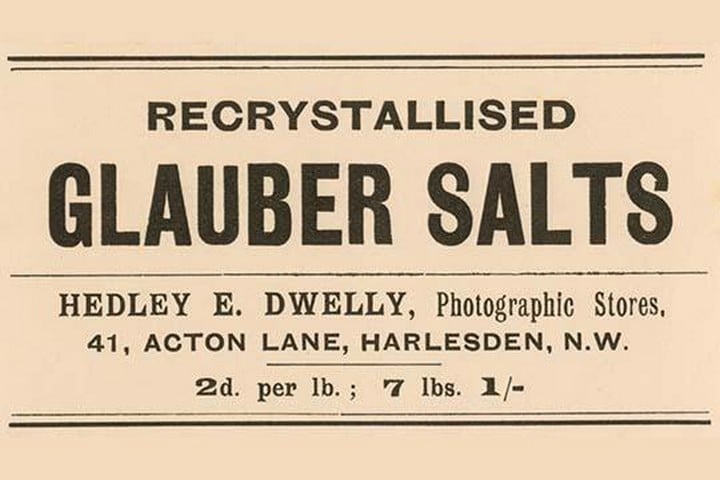 RECRYSTALLISED
GLAUBER SALTS
HEDLEY E. DWELLY, Photographic Stores,
41, ACTON LANE, HARLESDEN, N.W.
2d. per lb.; 7 lbs. 1/-